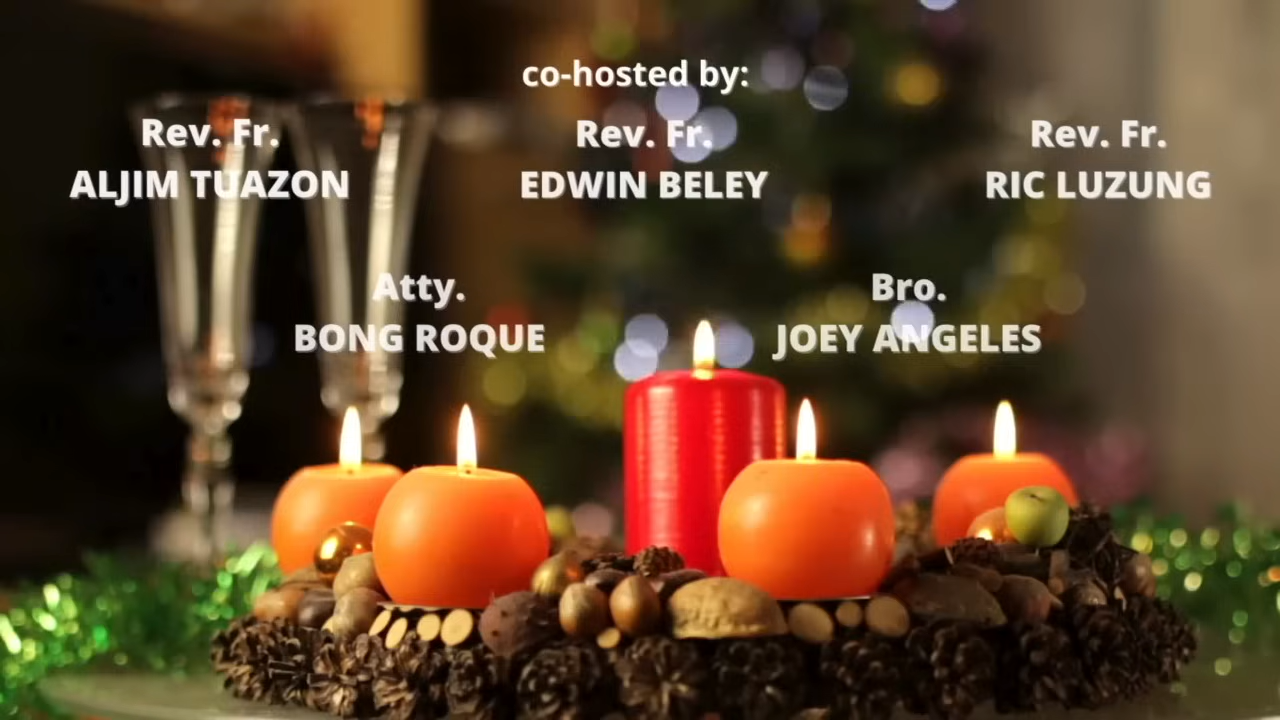 co-hosted by:
Rev. Fr.
ALJIM TUAZON
Rev. Fr.
EDWIN BELEY
Rev. Fr.
RIC LUZUNG
Atty.
BONG ROQUE
Bro.
JOEY ANGELES